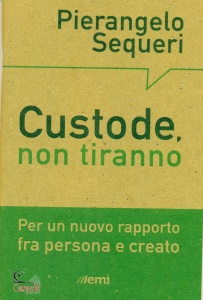 Pierangelo
Sequeri
Custode,
non tiranno
Per un nuovo rapporto
fra persona e creato
emi